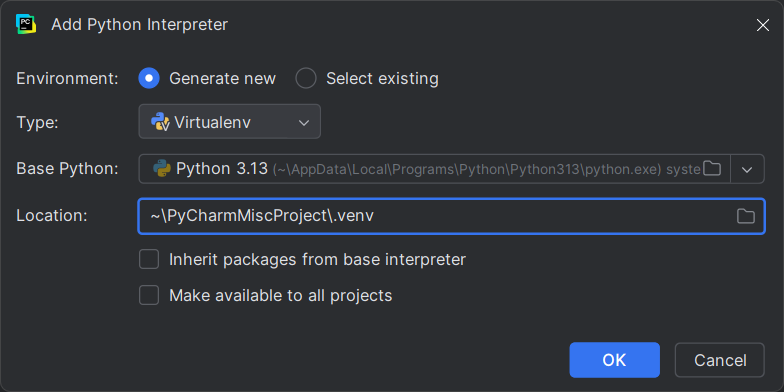 PC
Add Python Interpreter
Environment: Generate new Select existing
Type: Virtualenv
Base Python: Python 3.13 (~\AppData\Local\Programs\Python\Python313\python.exe) syste
Location: ~\PyCharmMiscProject\.venv
Inherit packages from base interpreter
Make available to all projects
OK Cancel